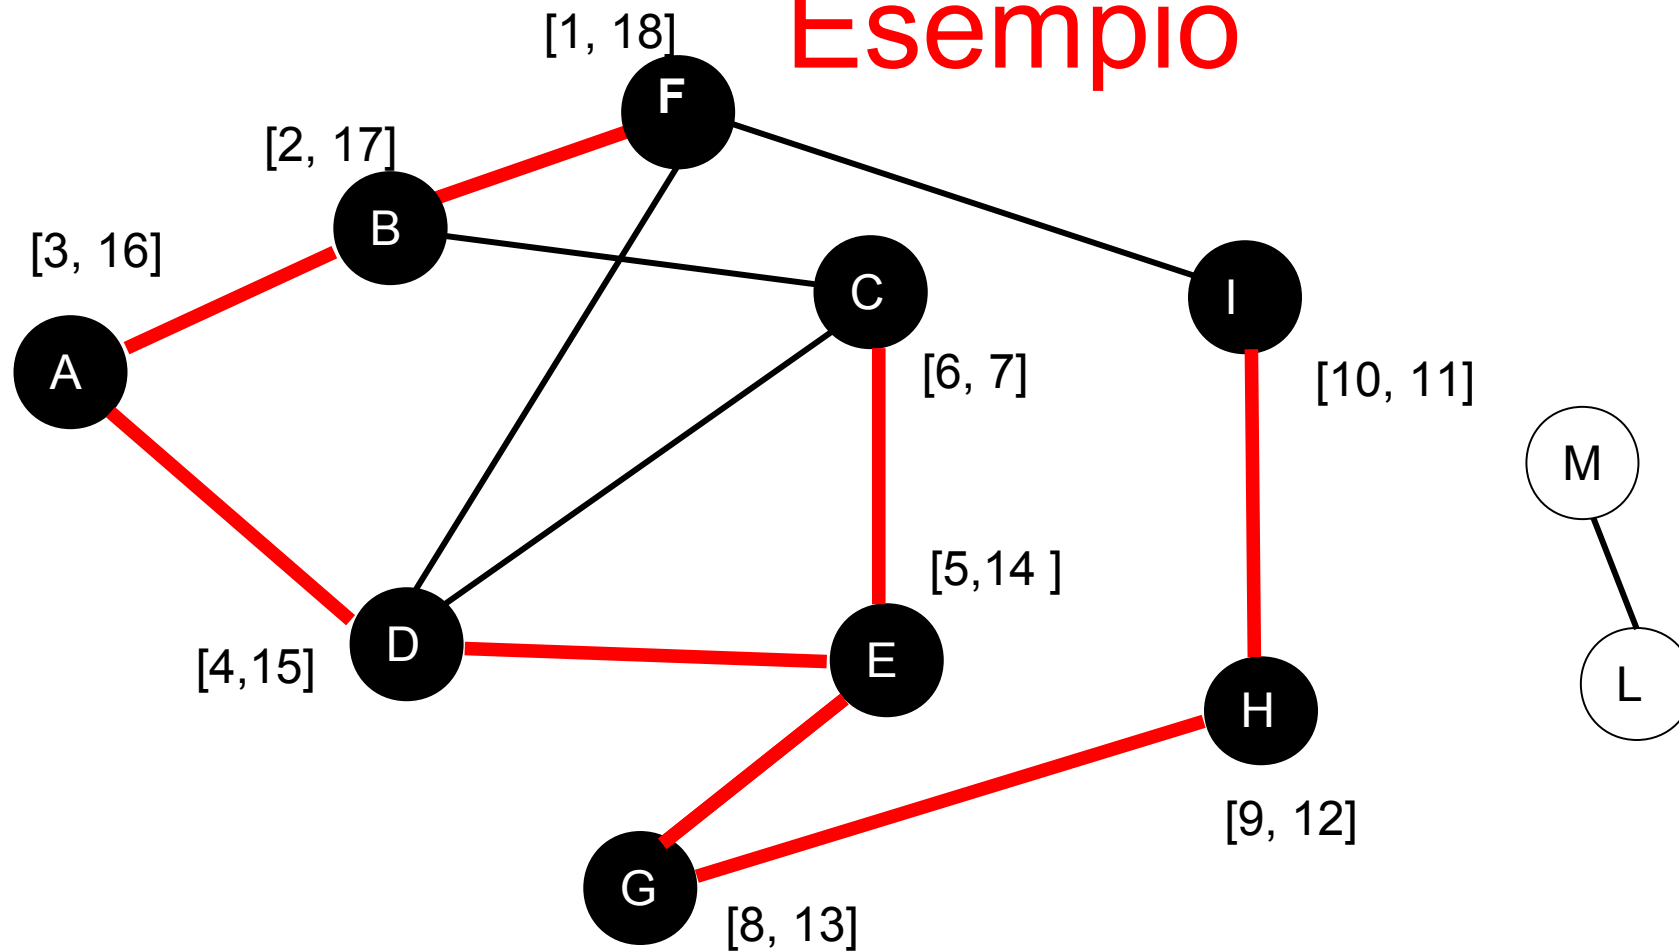 Esempio
[1, 18]
F
[2, 17]
B
[3, 16]
A
C
[6, 7]
I
[10, 11]
M
[5,14 ]
D
[4,15]
E
L
H
[9, 12]
G
[8, 13]